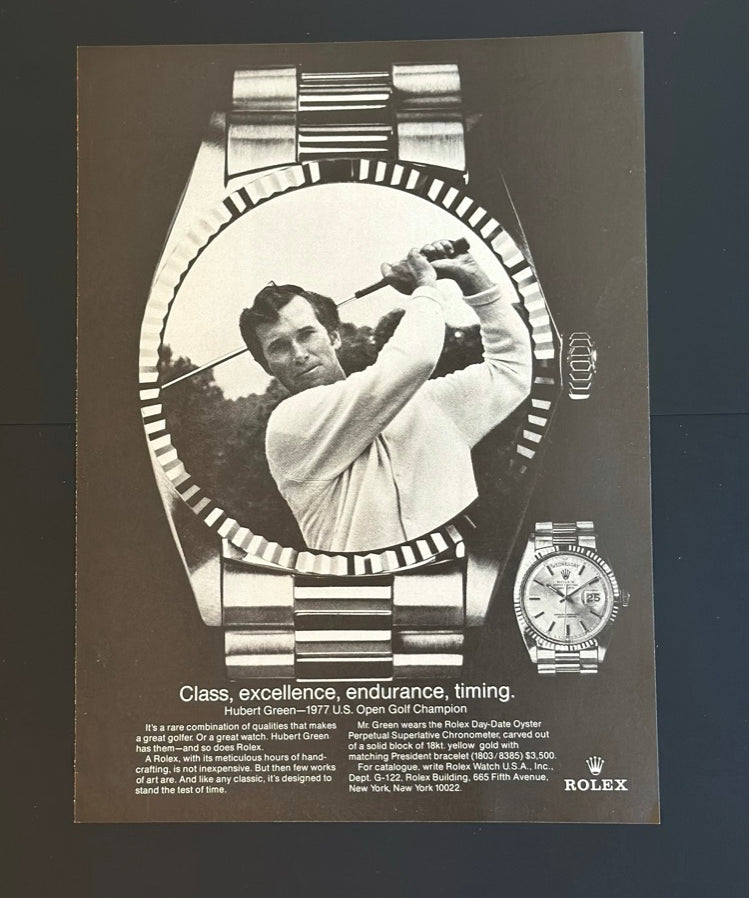 WEDNESDAY
ROLEX
25
Class, excellence, endurance, timing.
Hubert Green—1977 U.S. Open Golf Champion
It's a rare combination of qualities that makes
a great golfer. Or a great watch. Hubert Green
has them—and so does Rolex.
A Rolex, with its meticulous hours of hand-
crafting, is not inexpensive. But then few works
of art are. And like any classic, it's designed to
stand the test of time.
Mr. Green wears the Rolex Day-Date Oyster
Perpetual Superlative Chronometer, carved out
of a solid block of 18kt. yellow gold with
matching President bracelet (1803/8385) $3,500.
For catalogue, write Rolex Watch U.S.A., Inc.,
Dept. G-122, Rolex Building, 665 Fifth Avenue,
New York, New York 10022.
ROLEX